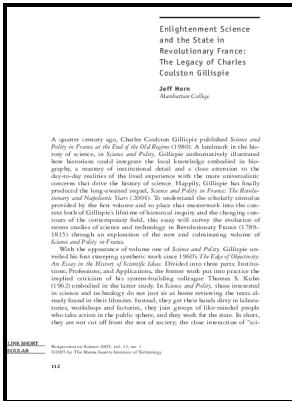 Enlightenment Science
and the State in
Revolutionary France:
The Legacy of Charles
Coulston Gillispie
Jeff Horn
Manhattan College
A quarter century ago, Charles Coulston Gillispie published Science and
Polity in France at the End of the Old Regime (1980). A landmark in the his-
tory of science, in Science and Polity, Gillispie authoritatively illustrated
how historians could integrate the local knowledge embodied in biog-
raphy, a mastery of institutional detail and a close attention to the
day-to-day realities of the lived experience with the more universalistic
concerns that drive the history of science. Happily, Gillispie has finally
produced the long-awaited sequel, Science and Polity in France: The Revolu-
tionary and Napoleonic Years (2004). To understand the scholarly stimulus
provided by the first volume and to place that masterwork into the con-
text both of Gillispie's lifetime of historical inquiry and the changing con-
tours of the contemporary field, this essay will survey the evolution of
recent studies of science and technology in Revolutionary France (1789–
1815) through an exploration of the new and culminating volume of
Science and Polity in France.
With the appearance of volume one of Science and Polity, Gillispie un-
veiled his first sweeping synthetic work since 1960's The Edge of Objectivity:
An Essay in the History of Scientific Ideas. Divided into three parts: Institu-
tions; Professions; and Applications, the former work put into practice the
implied criticism of his system-building colleague Thomas S. Kuhn
(1962) embodied in the latter study. In Science and Polity, those interested
in science and technology do not just sit at home reviewing the texts al-
ready found in their libraries. Instead, they get their hands dirty in labora-
tories, workshops and factories, they join groups of like-minded people
who take action in the public sphere, and they work for the state. In short,
they are not cut off from the rest of society; the close interaction of "sci-
LINE SHORT
FOLIAR
Perspectives on Science 2005, vol. 13, no. 1
©2005 by The Massachusetts Institute of Technology
112